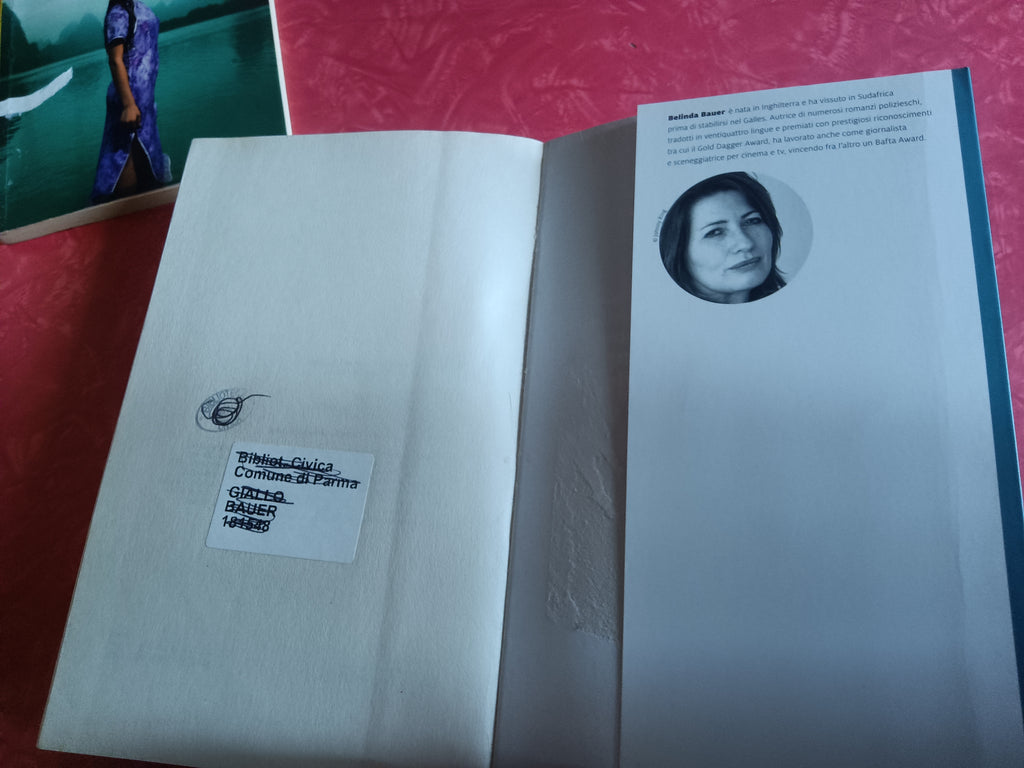 Bibliot. Civica
Comune di Parma
GIALLO
BAUER
181548
Belinda Bauer è nata in Inghilterra e ha vissuto in Sudafrica
prima di stabilirsi nel Galles. Autrice di numerosi romanzi polizieschi,
tradotti in ventiquattro lingue e premiati con prestigiosi riconoscimenti
tra cui il Gold Dagger Award, ha lavorato anche come giornalista
e sceneggiatrice per cinema e tv, vincendo fra l'altro un Bafta Award.